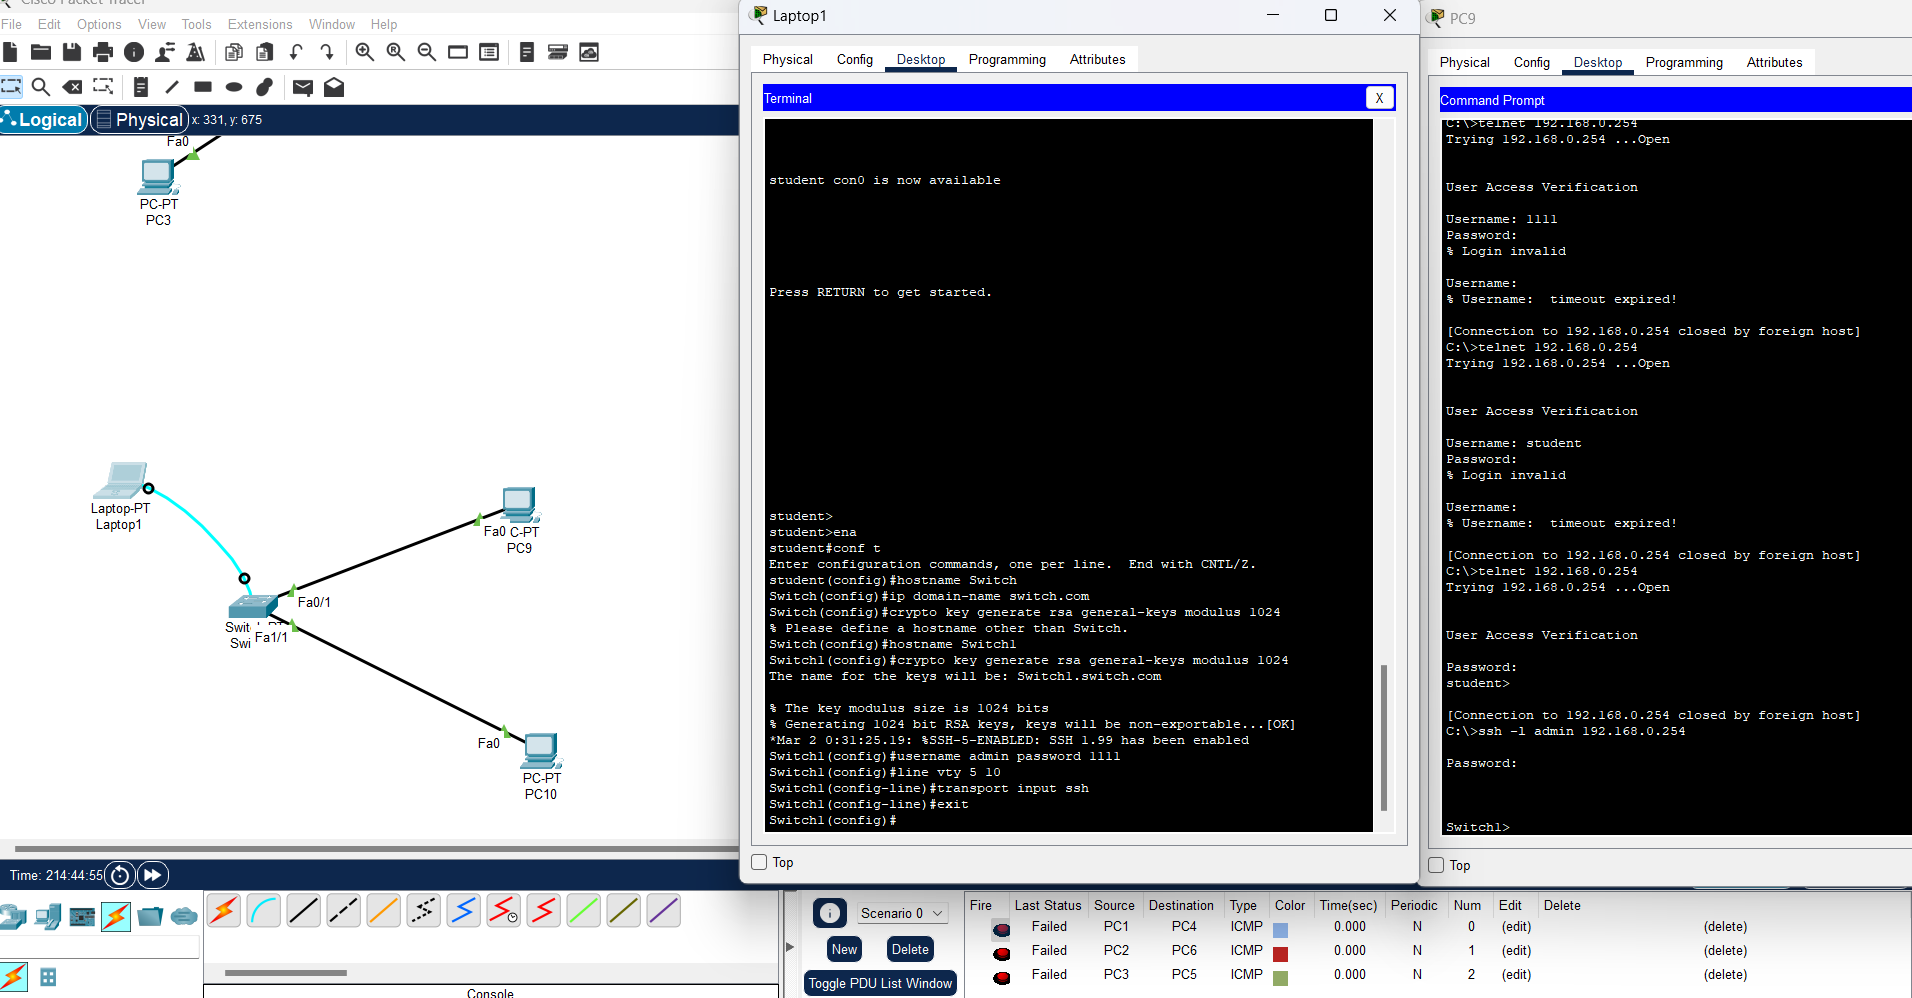 Cisco Packet Tracer
File Edit Options View Tools Extensions Window Help
Logical Physical x: 331, y: 675
Fa0
PC-PT
PC3
Laptop-PT
Laptop1
Fa0 C-PT
PC9
Fa0/1
Fa1/1
Swi
Fa0
PC-PT
PC10
Time: 214:44:55
Console
Laptop1
Physical Config Desktop Programming Attributes
Terminal X
student con0 is now available
Press RETURN to get started.
student>
student>ena
student#conf t
Enter configuration commands, one per line. End with CNTL/Z.
student(config)#hostname Switch
Switch(config)#ip domain-name switch.com
Switch(config)#crypto key generate rsa general-keys modulus 1024
% Please define a hostname other than Switch.
Switch(config)#hostname Switch1
Switch1(config)#crypto key generate rsa general-keys modulus 1024
The name for the keys will be: Switch1.switch.com
% The key modulus size is 1024 bits
% Generating 1024 bit RSA keys, keys will be non-exportable...[OK]
*Mar 2 0:31:25.19: %SSH-5-ENABLED: SSH 1.99 has been enabled
Switch1(config)#username admin password 1111
Switch1(config)#line vty 5 10
Switch1(config-line)#transport input ssh
Switch1(config-line)#exit
Switch1(config)#
Top
PC9
Physical Config Desktop Programming Attributes
Command Prompt
C:\>telnet 192.168.0.254
Trying 192.168.0.254 ...Open
User Access Verification
Username: 1111
Password:
% Login invalid
Username:
% Username: timeout expired!
[Connection to 192.168.0.254 closed by foreign host]
C:\>telnet 192.168.0.254
Trying 192.168.0.254 ...Open
User Access Verification
Username: student
Password:
% Login invalid
Username:
% Username: timeout expired!
[Connection to 192.168.0.254 closed by foreign host]
C:\>telnet 192.168.0.254
Trying 192.168.0.254 ...Open
User Access Verification
Password:
student>
[Connection to 192.168.0.254 closed by foreign host]
C:\>ssh -l admin 192.168.0.254
Password:
Switch1>
Top
Scenario 0
New Delete
Toggle PDU List Window
Fire Last Status Source Destination Type Color Time(sec) Periodic Num Edit Delete
Failed PC1 PC4 ICMP 0.000 N 0 (edit) (delete)
Failed PC2 PC6 ICMP 0.000 N 1 (edit) (delete)
Failed PC3 PC5 ICMP 0.000 N 2 (edit) (delete)